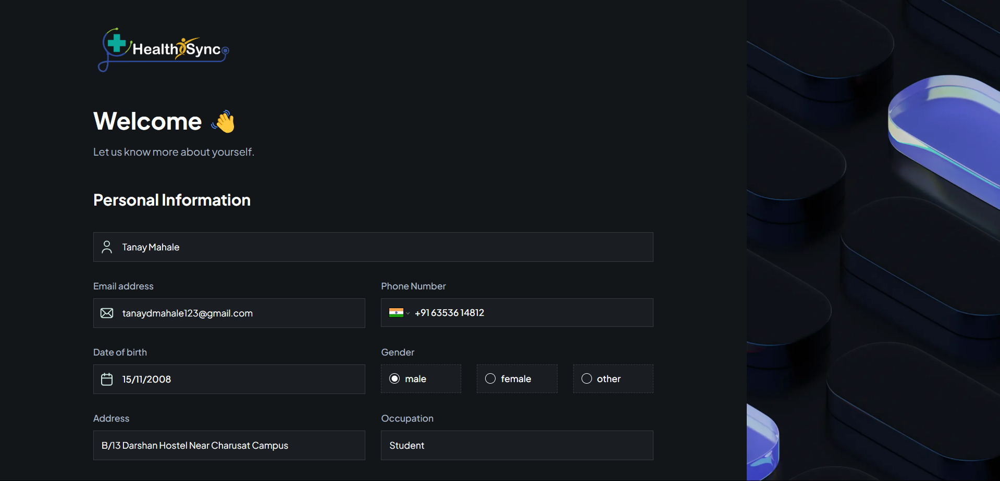 HealthSync
Welcome 👋
Let us know more about yourself.
Personal Information
Tanay Mahale
Email address
Phone Number
tanaydmahale123@gmail.com
+91 63536 14812
Date of birth
Gender
15/11/2008
male
female
other
Address
Occupation
B/13 Darshan Hostel Near Charusat Campus
Student